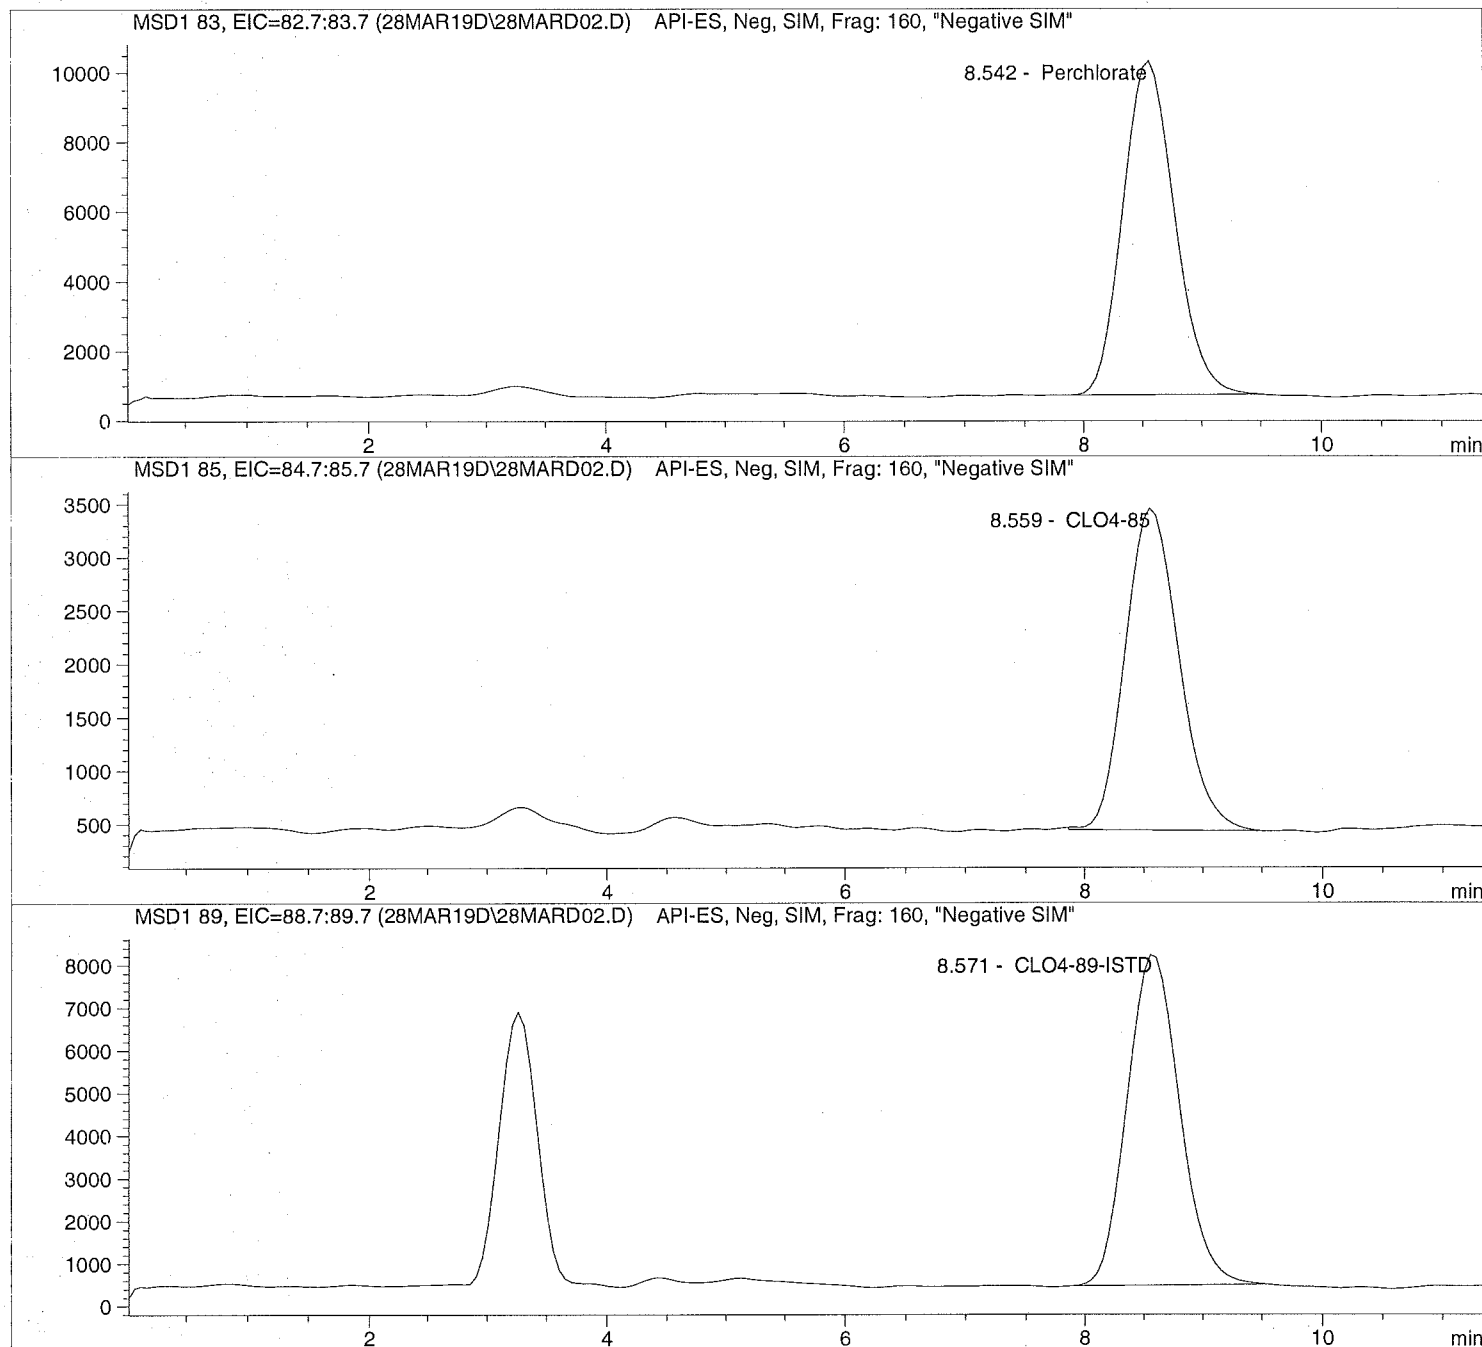 MSD1 83, EIC=82.7:83.7 (28MAR19D\28MARD02.D) API-ES, Neg, SIM, Frag: 160, "Negative SIM"
8.542 - Perchlorate
10000
8000
6000
4000
2000
0
2 4 6 8 10 min
MSD1 85, EIC=84.7:85.7 (28MAR19D\28MARD02.D) API-ES, Neg, SIM, Frag: 160, "Negative SIM"
3500
8.559 - CLO4-85
3000
2500
2000
1500
1000
500
2 4 6 8 10 min
MSD1 89, EIC=88.7:89.7 (28MAR19D\28MARD02.D) API-ES, Neg, SIM, Frag: 160, "Negative SIM"
8000 8.571 - CLO4-89-ISTD
7000
6000
5000
4000
3000
2000
1000
0
2 4 6 8 10 min